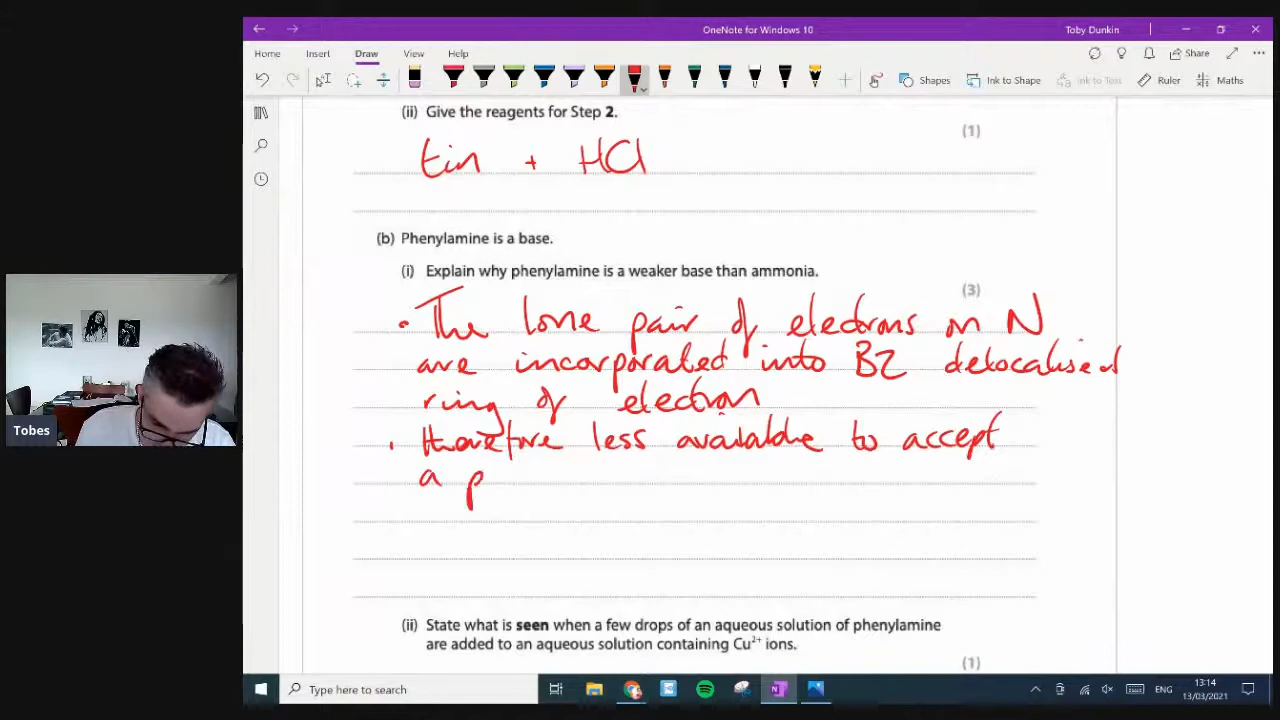 OneNote for Windows 10
Toby Dunkin
Home Insert Draw View Help
Share
Shapes Ink to Shape Ink to Text Ruler Maths
(ii) Give the reagents for Step 2.
(1)
tin + HCl
(b) Phenylamine is a base.
(i) Explain why phenylamine is a weaker base than ammonia.
(3)
• The lone pair of electrons on N
are incorporated into BZ delocalised
ring of electron
• therefore less available to accept
a p
Tobes
(ii) State what is seen when a few drops of an aqueous solution of phenylamine
are added to an aqueous solution containing Cu²⁺ ions.
(1)
Type here to search
ENG
13:14
13/03/2021